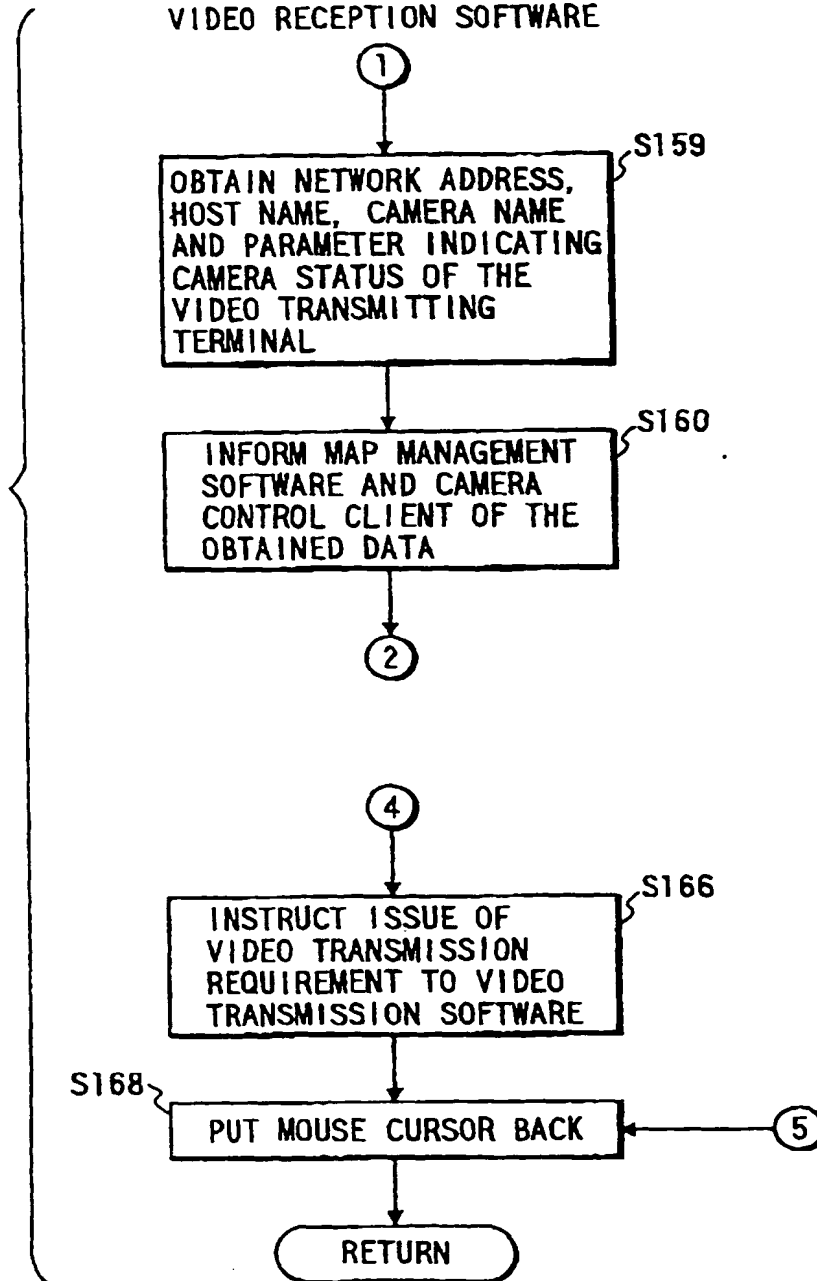 VIDEO RECEPTION SOFTWARE
1
S159
OBTAIN NETWORK ADDRESS,
HOST NAME, CAMERA NAME
AND PARAMETER INDICATING
CAMERA STATUS OF THE
VIDEO TRANSMITTING
TERMINAL
S160
INFORM MAP MANAGEMENT
SOFTWARE AND CAMERA
CONTROL CLIENT OF THE
OBTAINED DATA
2
4
S166
INSTRUCT ISSUE OF
VIDEO TRANSMISSION
REQUIREMENT TO VIDEO
TRANSMISSION SOFTWARE
S168
PUT MOUSE CURSOR BACK
5
RETURN